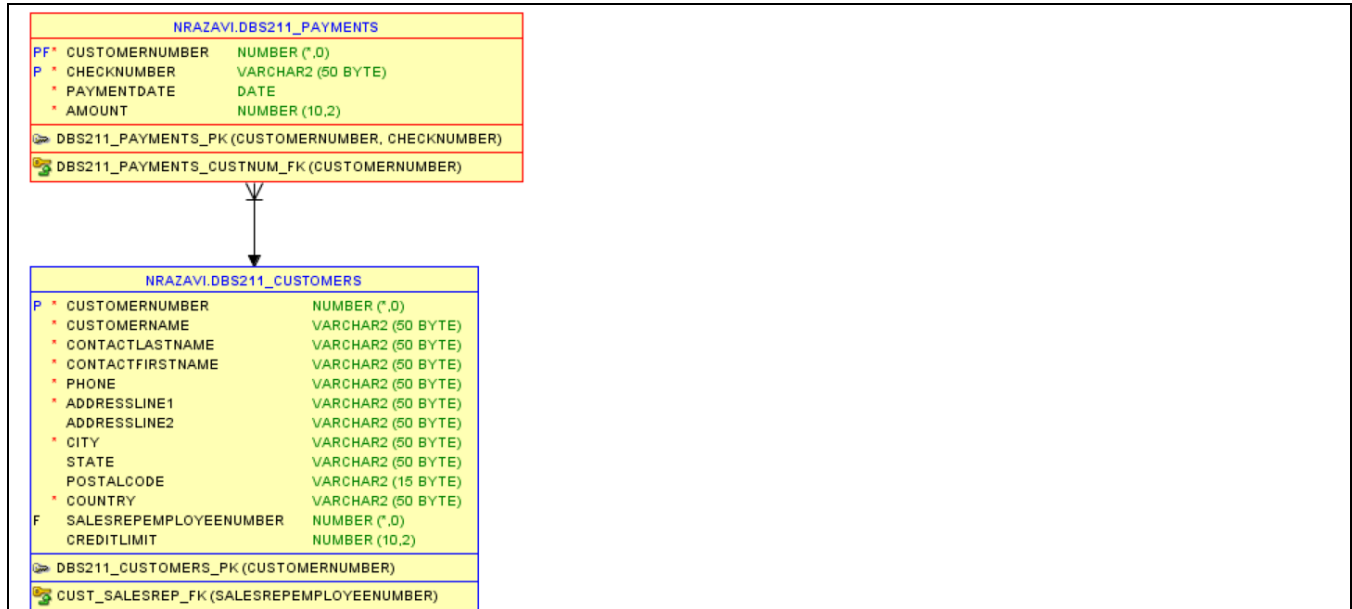 NRAZAVI.DBS211_PAYMENTS
PF* CUSTOMERNUMBER NUMBER (*,0)
P * CHECKNUMBER VARCHAR2 (50 BYTE)
* PAYMENTDATE DATE
* AMOUNT NUMBER (10,2)
DBS211_PAYMENTS_PK (CUSTOMERNUMBER, CHECKNUMBER)
DBS211_PAYMENTS_CUSTNUM_FK (CUSTOMERNUMBER)
NRAZAVI.DBS211_CUSTOMERS
P * CUSTOMERNUMBER NUMBER (*,0)
* CUSTOMERNAME VARCHAR2 (50 BYTE)
* CONTACTLASTNAME VARCHAR2 (50 BYTE)
* CONTACTFIRSTNAME VARCHAR2 (50 BYTE)
* PHONE VARCHAR2 (50 BYTE)
* ADDRESSLINE1 VARCHAR2 (50 BYTE)
ADDRESSLINE2 VARCHAR2 (50 BYTE)
* CITY VARCHAR2 (50 BYTE)
STATE VARCHAR2 (50 BYTE)
POSTALCODE VARCHAR2 (15 BYTE)
* COUNTRY VARCHAR2 (50 BYTE)
F SALESREPEMPLOYEENUMBER NUMBER (*,0)
CREDITLIMIT NUMBER (10,2)
DBS211_CUSTOMERS_PK (CUSTOMERNUMBER)
CUST_SALESREP_FK (SALESREPEMPLOYEENUMBER)